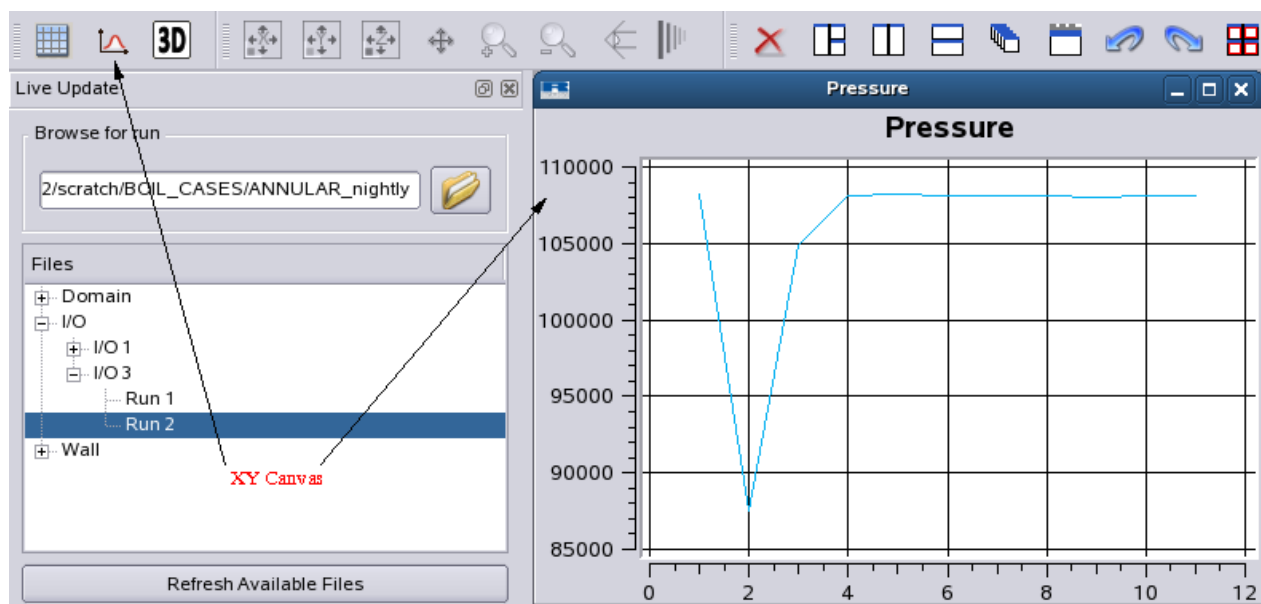 3D
Live Update
Pressure
Browse for run
2/scratch/BOIL_CASES/ANNULAR_nightly
Files
Domain
I/O
I/O 1
I/O 3
Run 1
Run 2
Wall
XY Canvas
Refresh Available Files
Pressure
110000
105000
100000
95000
90000
85000
0 2 4 6 8 10 12